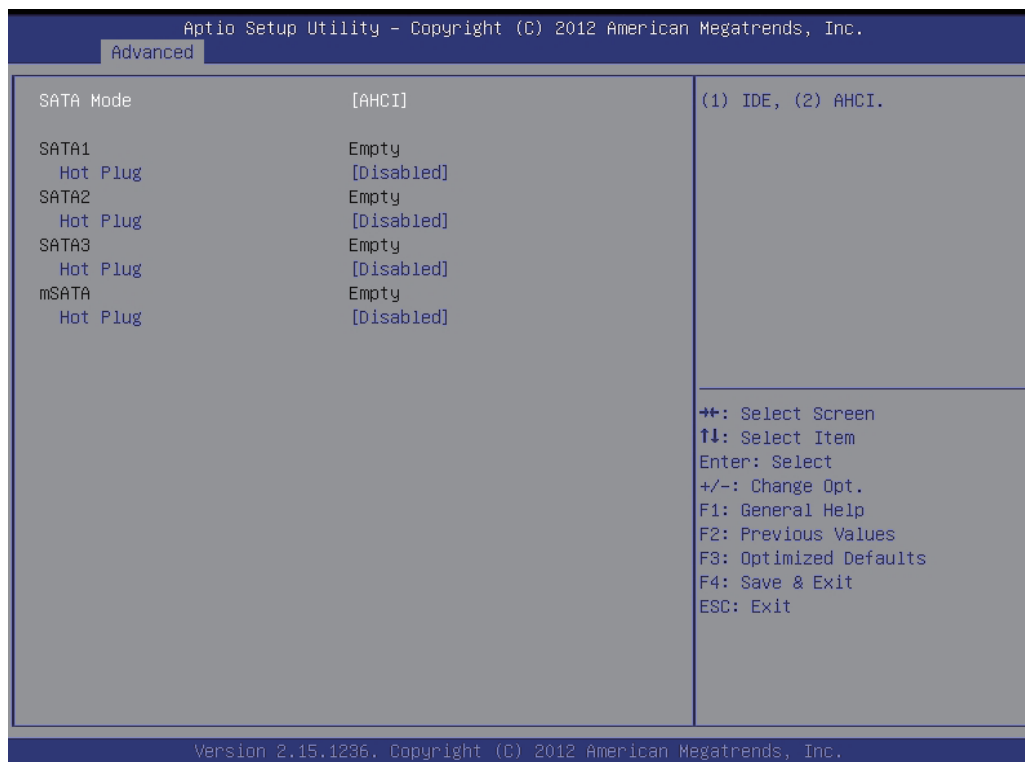 Aptio Setup Utility – Copyright (C) 2012 American Megatrends, Inc.
Advanced
SATA Mode [AHCI]
SATA1 Empty
Hot Plug [Disabled]
SATA2 Empty
Hot Plug [Disabled]
SATA3 Empty
Hot Plug [Disabled]
mSATA Empty
Hot Plug [Disabled]
(1) IDE, (2) AHCI.
→←: Select Screen
↑↓: Select Item
Enter: Select
+/-: Change Opt.
F1: General Help
F2: Previous Values
F3: Optimized Defaults
F4: Save & Exit
ESC: Exit
Version 2.15.1236. Copyright (C) 2012 American Megatrends, Inc.